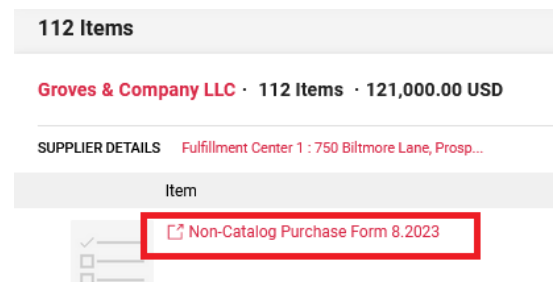 112 Items
Groves & Company LLC · 112 Items · 121,000.00 USD
SUPPLIER DETAILS Fulfillment Center 1 : 750 Biltmore Lane, Prosp...
Item
Non-Catalog Purchase Form 8.2023